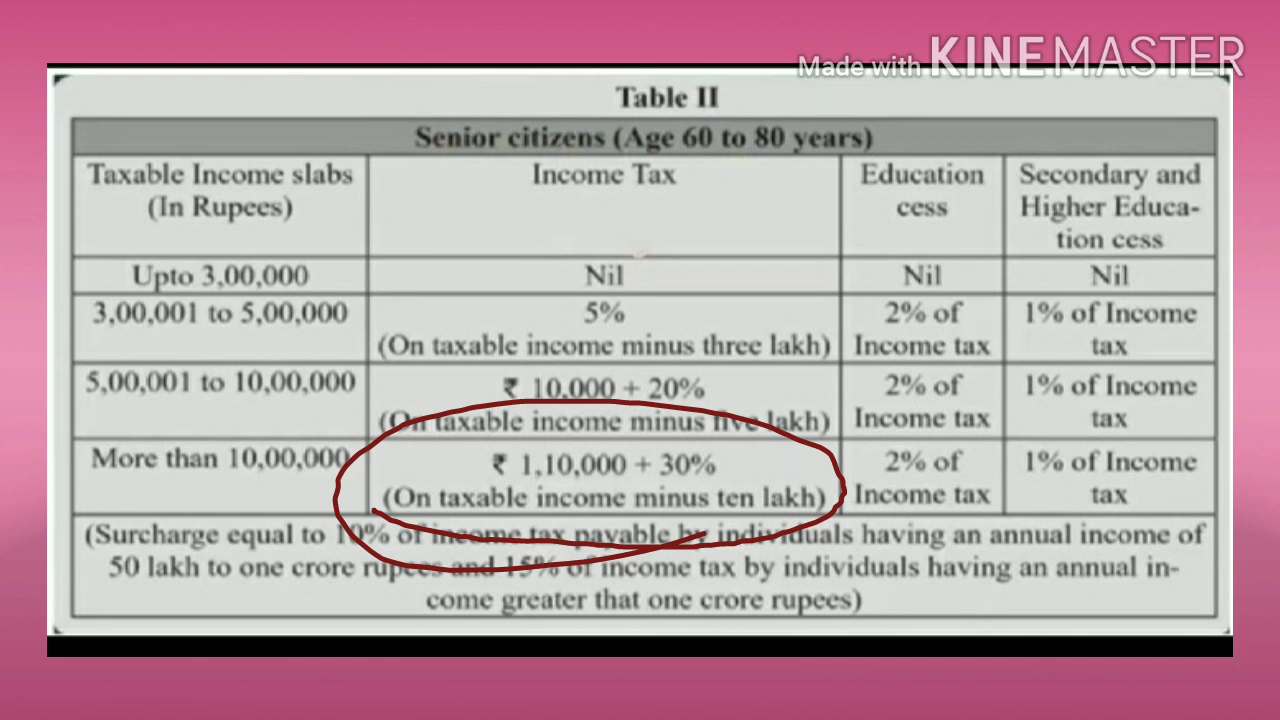 Made with KINEMASTER
Table II
Senior citizens (Age 60 to 80 years)
Taxable Income slabs
(In Rupees)
Income Tax
Education
cess
Secondary and
Higher Educa-
tion cess
Upto 3,00,000
Nil
Nil
Nil
3,00,001 to 5,00,000
5%
(On taxable income minus three lakh)
2% of
Income tax
1% of Income
tax
5,00,001 to 10,00,000
₹ 10,000 + 20%
(On taxable income minus five lakh)
2% of
Income tax
1% of Income
tax
More than 10,00,000
₹ 1,10,000 + 30%
(On taxable income minus ten lakh)
2% of
Income tax
1% of Income
tax
(Surcharge equal to 10% of income tax payable by individuals having an annual income of
50 lakh to one crore rupees and 15% of income tax by individuals having an annual in-
come greater that one crore rupees)